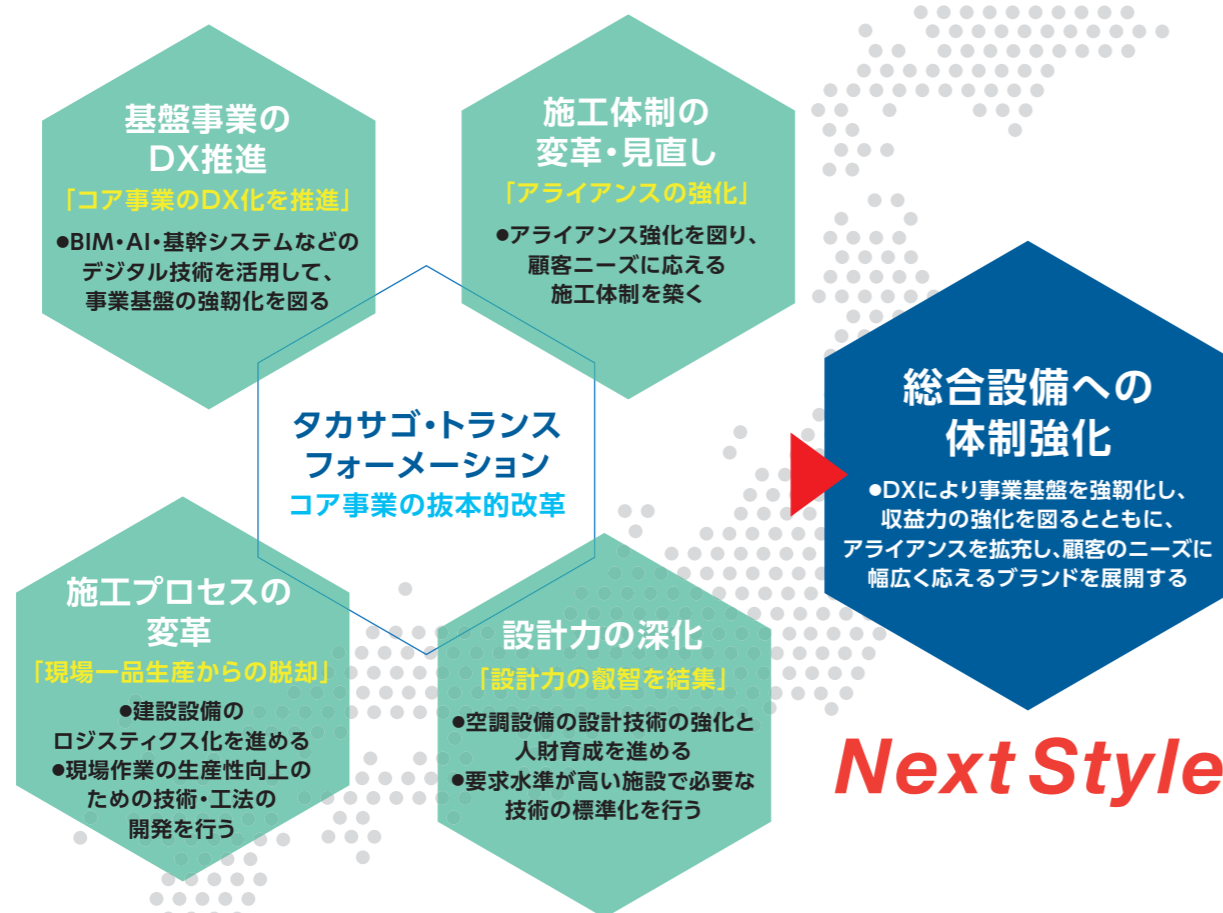 基盤事業の
DX推進
「コア事業のDX化を推進」
●BIM・AI・基幹システムなどの
デジタル技術を活用して、
事業基盤の強靭化を図る
施工体制の
変革・見直し
「アライアンスの強化」
●アライアンス強化を図り、
顧客ニーズに応える
施工体制を築く
タカサゴ・トランス
フォーメーション
コア事業の抜本的改革
施工プロセスの
変革
「現場一品生産からの脱却」
●建設設備の
ロジスティクス化を進める
●現場作業の生産性向上の
ための技術・工法の
開発を行う
設計力の深化
「設計力の叡智を結集」
●空調設備の設計技術の強化と
人財育成を進める
●要求水準が高い施設で必要な
技術の標準化を行う
総合設備への
体制強化
●DXにより事業基盤を強靭化し、
収益力の強化を図るとともに、
アライアンスを拡充し、顧客のニーズに
幅広く応えるブランドを展開する
Next Style